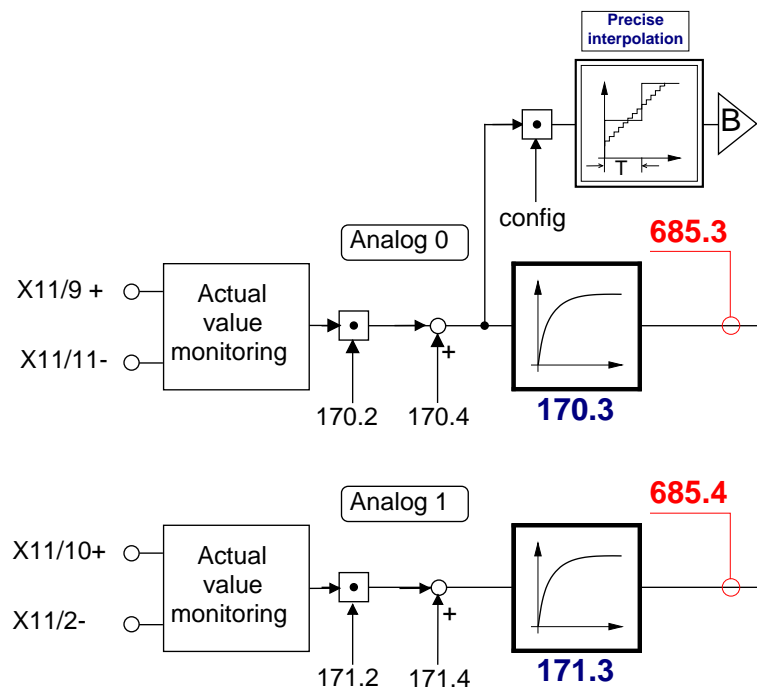 Precise
interpolation
B
T
config
Analog 0
685.3
X11/9 +
Actual
value
monitoring
X11/11-
+
170.2
170.4
170.3
Analog 1
685.4
X11/10+
Actual
value
monitoring
X11/2-
+
171.2
171.4
171.3